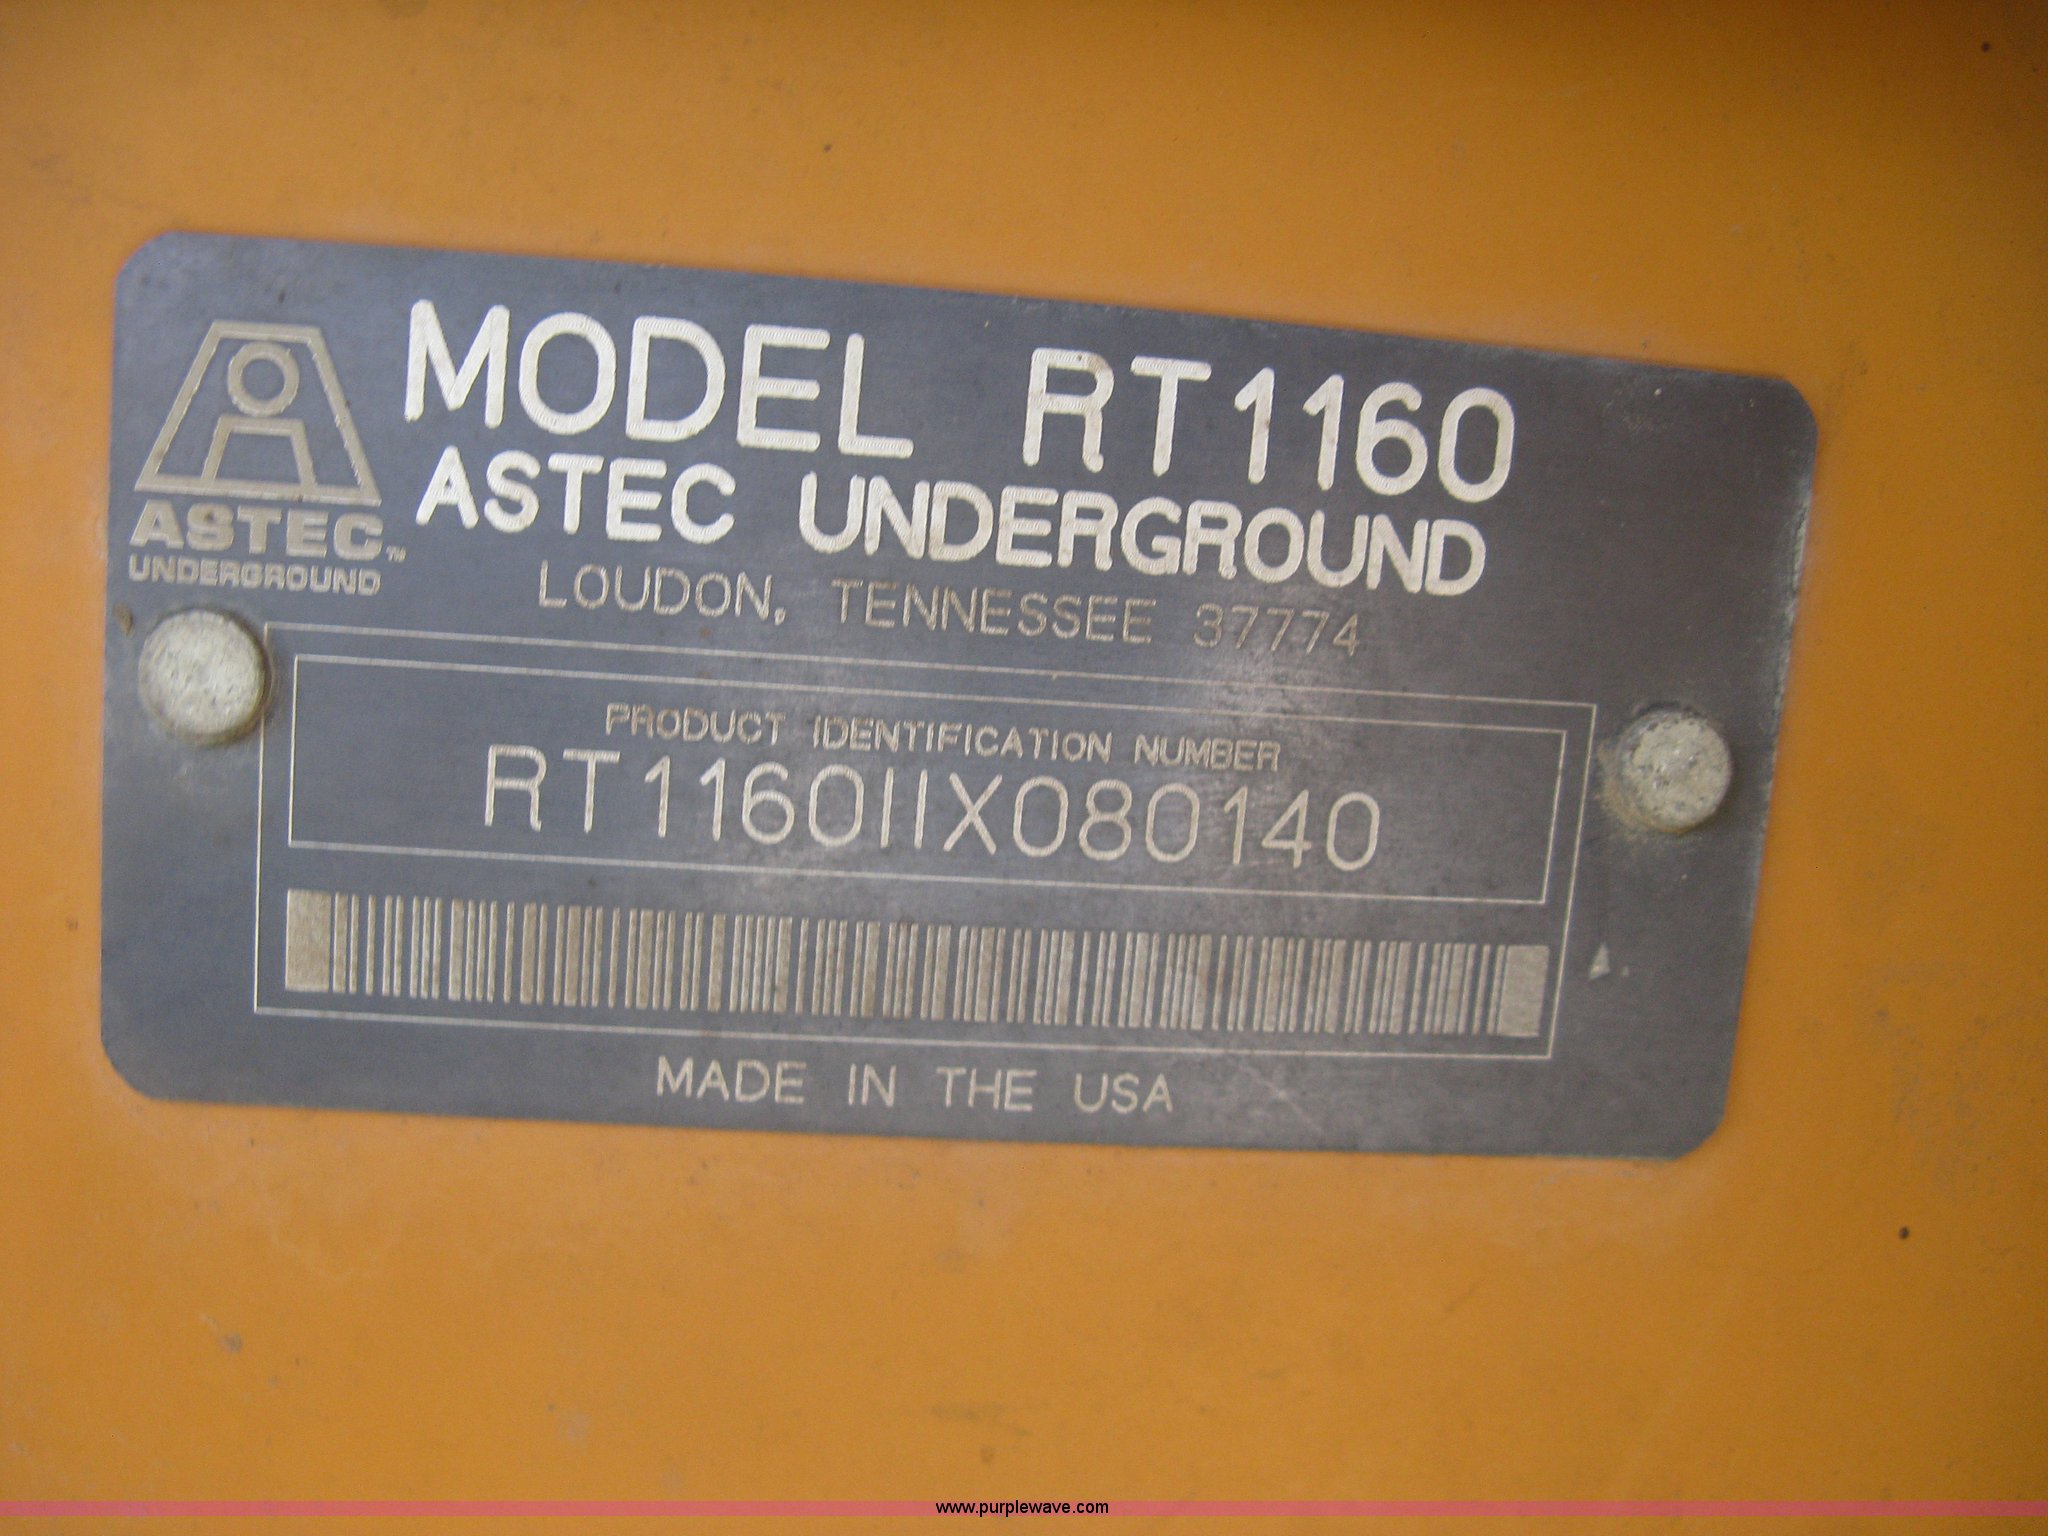 MODEL RT1160
ASTEC UNDERGROUND
ASTEC™
UNDERGROUND
LOUDON, TENNESSEE 37774
PRODUCT IDENTIFICATION NUMBER
RT1160IIX080140
MADE IN THE USA
www.purplewave.com